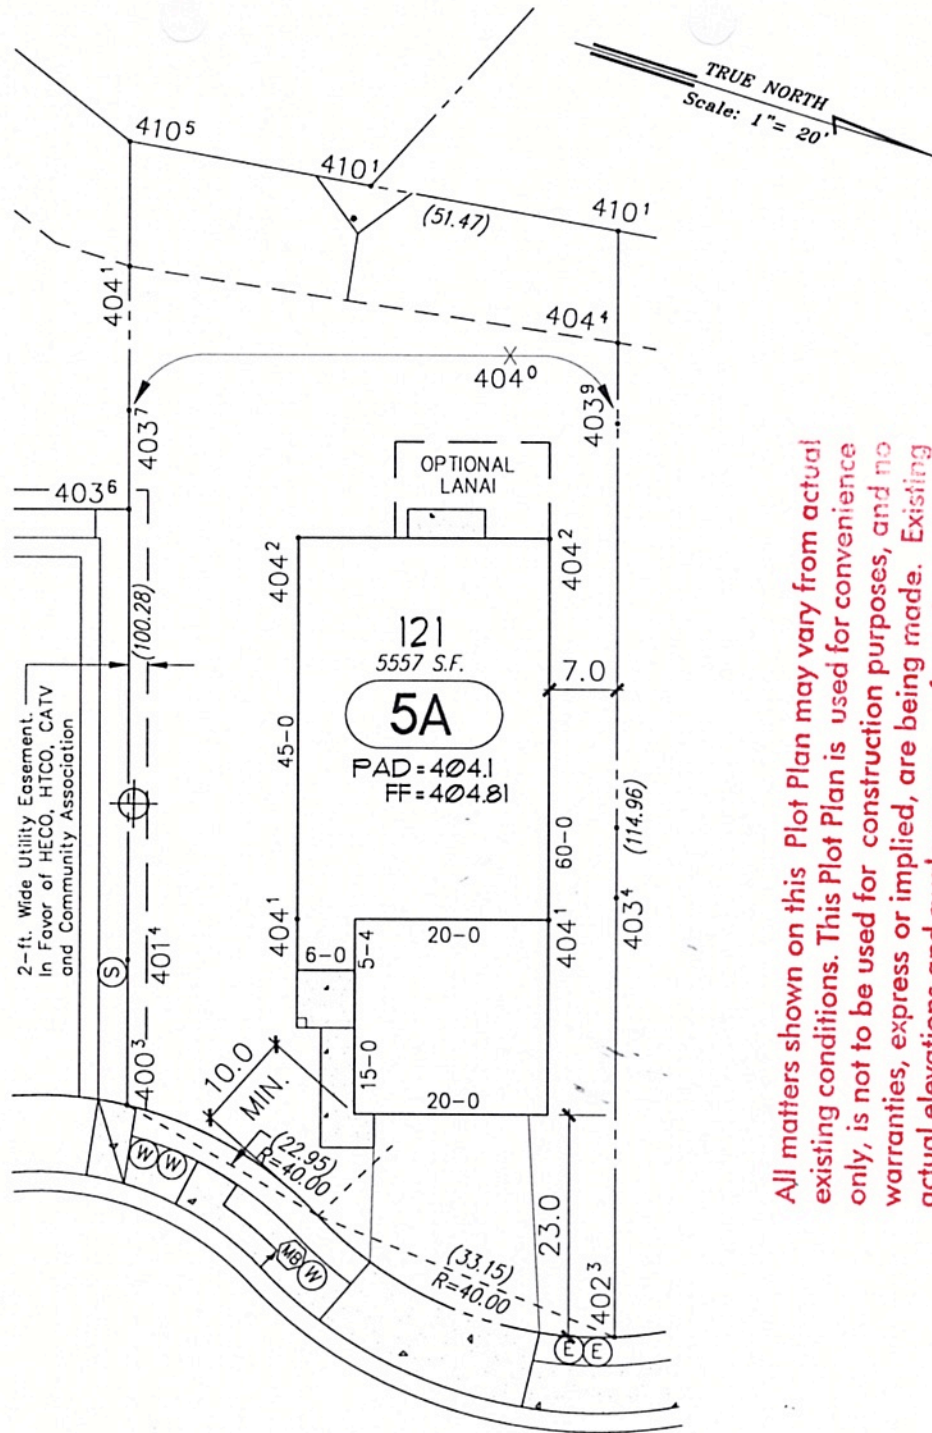 TRUE NORTH
Scale: 1"= 20'
410⁵
410¹
(51.47)
410¹
404¹
404⁴
404⁰
403⁷
403⁹
403⁶
OPTIONAL
LANAI
404²
404²
(100.28)
121
5557 S.F.
5A
PAD=404.1
FF=404.81
7.0
2-ft. Wide Utility Easement.
In Favor of HECO, HTCO, CATV
and Community Association
45-0
60-0
(114.96)
404¹
404¹
403⁴
20-0
6-0
5-4
S
401⁴
400³
15-0
20-0
10.0
MIN.
(22.95)
R=40.00
W W
MB W
23.0
(33.15)
R=40.00
402³
E E
All matters shown on this Plot Plan may vary from actual
existing conditions. This Plot Plan is used for convenience
only, is not to be used for construction purposes, and no
warranties, express or implied, are being made. Existing
actual elevations and